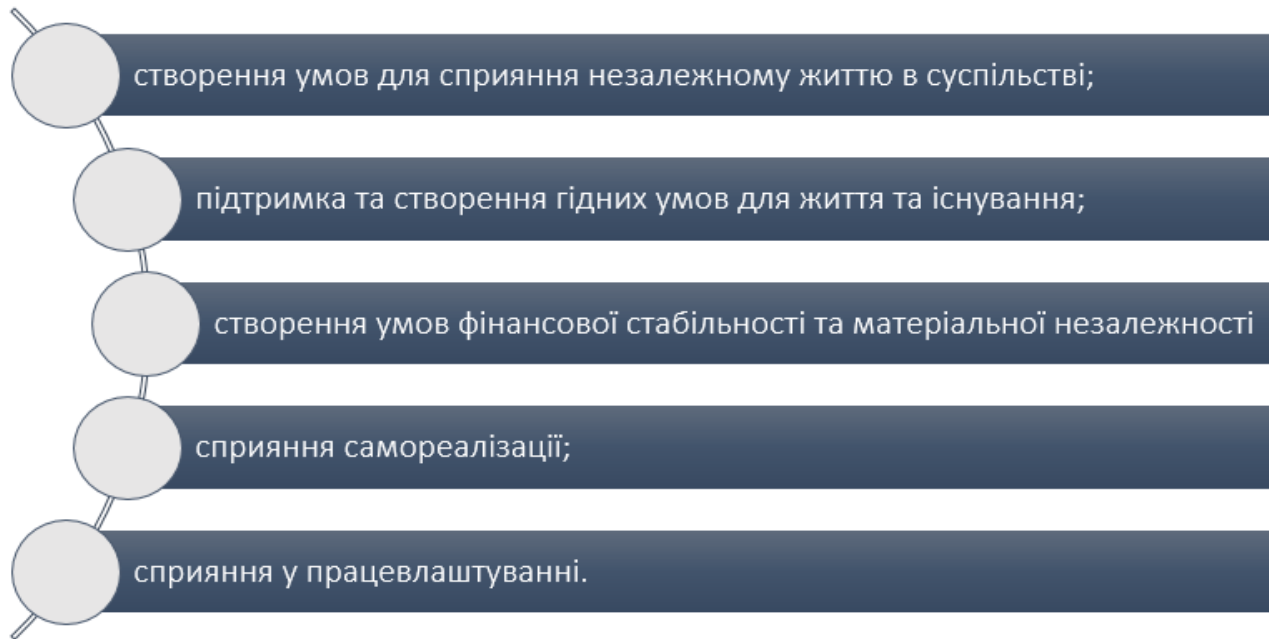 створення умов для сприяння незалежному життю в суспільстві;
підтримка та створення гідних умов для життя та існування;
створення умов фінансової стабільності та матеріальної незалежності
сприяння самореалізації;
сприяння у працевлаштуванні.